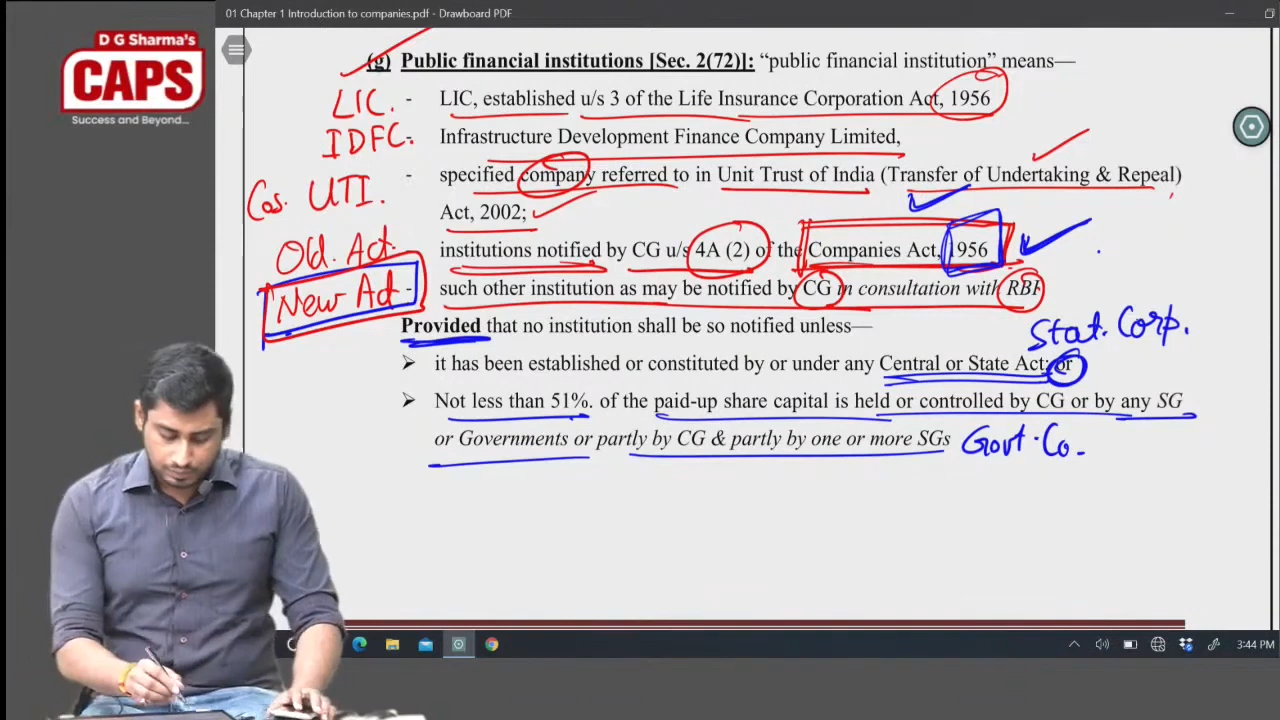 01 Chapter 1 Introduction to companies.pdf - Drawboard PDF
D G Sharma's
CAPS
Success and Beyond...
(g) Public financial institutions [Sec. 2(72)]: “public financial institution” means—
LIC. - LIC, established u/s 3 of the Life Insurance Corporation Act, 1956
IDFC. - Infrastructure Development Finance Company Limited,
- specified company referred to in Unit Trust of India (Transfer of Undertaking & Repeal)
Cos. UTI.
Act, 2002;
Old. Act. institutions notified by CG u/s 4A (2) of the Companies Act, 1956
New Act - such other institution as may be notified by CG in consultation with RBI
Provided that no institution shall be so notified unless—
Stat. Corp.
➢ it has been established or constituted by or under any Central or State Act; or
➢ Not less than 51%. of the paid-up share capital is held or controlled by CG or by any SG
or Governments or partly by CG & partly by one or more SGs Govt. Co.
3:44 PM